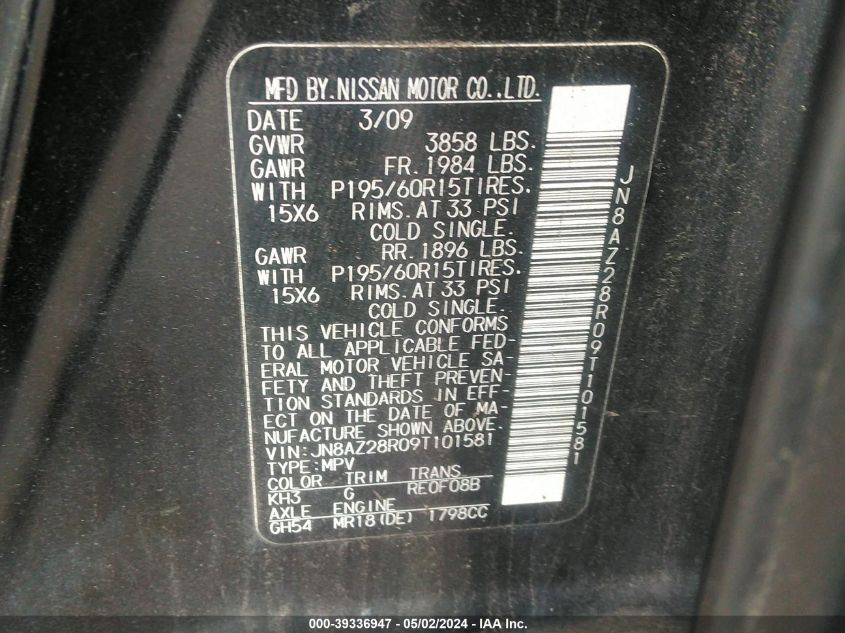 MFD BY.NISSAN MOTOR CO.,LTD.
DATE 3/09
GVWR 3858 LBS.
GAWR FR.1984 LBS.
WITH P195/60R15TIRES.
15X6 RIMS.AT 33 PSI
COLD SINGLE.
GAWR RR.1896 LBS.
WITH P195/60R15TIRES.
15X6 RIMS.AT 33 PSI
COLD SINGLE.
THIS VEHICLE CONFORMS
TO ALL APPLICABLE FED-
ERAL MOTOR VEHICLE SA-
FETY AND THEFT PREVEN-
TION STANDARDS IN EFF-
ECT ON THE DATE OF MA-
NUFACTURE SHOWN ABOVE.
VIN:JN8AZ28R09T101581
TYPE:MPV
COLOR TRIM TRANS
KH3 G RE0F08B
AXLE ENGINE
GH54 MR18(DE) 1798CC
JN8AZ28R09T101581
000-39336947 - 05/02/2024 - IAA Inc.